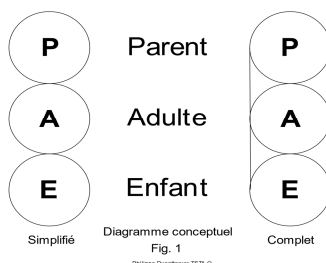 P Parent P
A Adulte A
E Enfant E
Simplifié Diagramme conceptuel Complet
Fig. 1